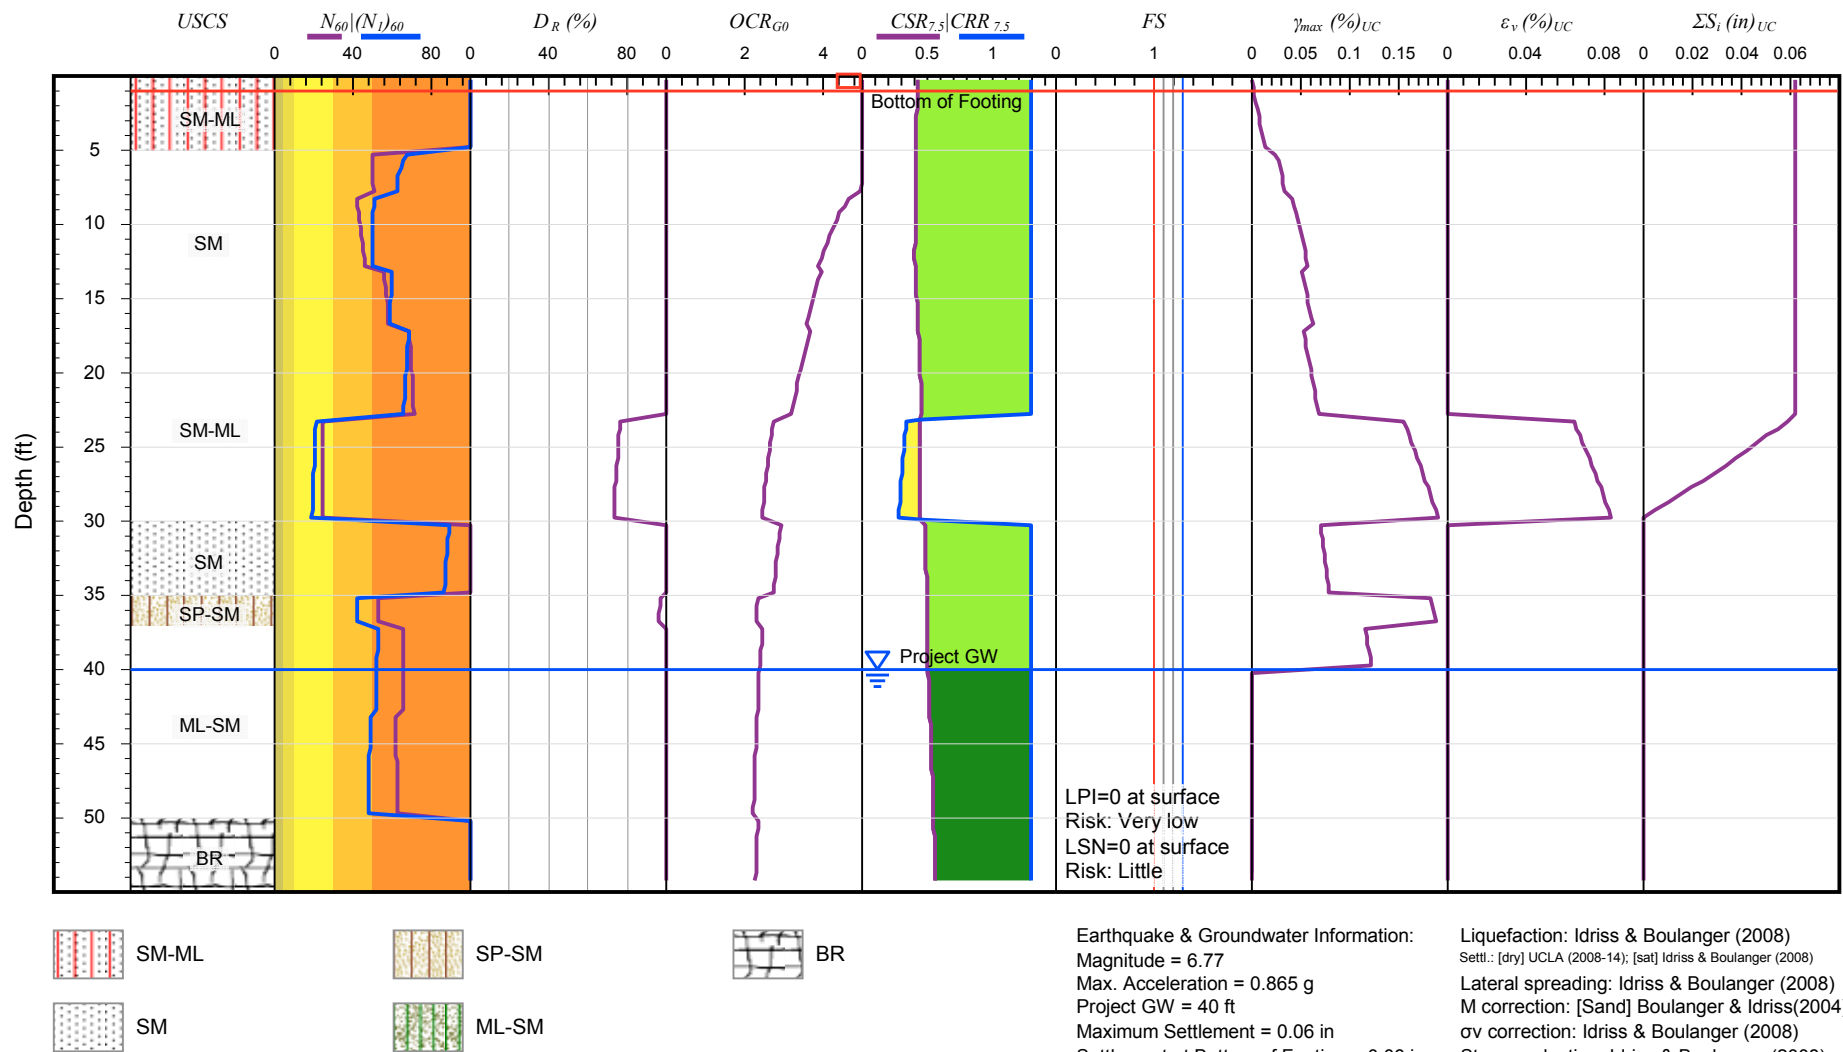 USCS N60|(N1)60 DR (%) OCRG0 CSR7.5|CRR 7.5 FS γmax (%)UC εv (%)UC ΣSi (in)UC
0 40 80 0 40 80 0 2 4 0 0.5 1 0 1 0 0.05 0.1 0.15 0 0.04 0.08 0 0.02 0.04 0.06
Bottom of Footing
SM-ML
5
10
SM
15
20
SM-ML
25
Depth (ft)
30
SM
35
SP-SM
Project GW
40
ML-SM
45
LPI=0 at surface
50
Risk: Very low
LSN=0 at surface
BR
Risk: Little
SM-ML
SP-SM
BR
SM
ML-SM
Earthquake & Groundwater Information:
Magnitude = 6.77
Max. Acceleration = 0.865 g
Project GW = 40 ft
Maximum Settlement = 0.06 in
Liquefaction: Idriss & Boulanger (2008)
Settl.: [dry] UCLA (2008-14); [sat] Idriss & Boulanger (2008)
Lateral spreading: Idriss & Boulanger (2008)
M correction: [Sand] Boulanger & Idriss(2004
σv correction: Idriss & Boulanger (2008)